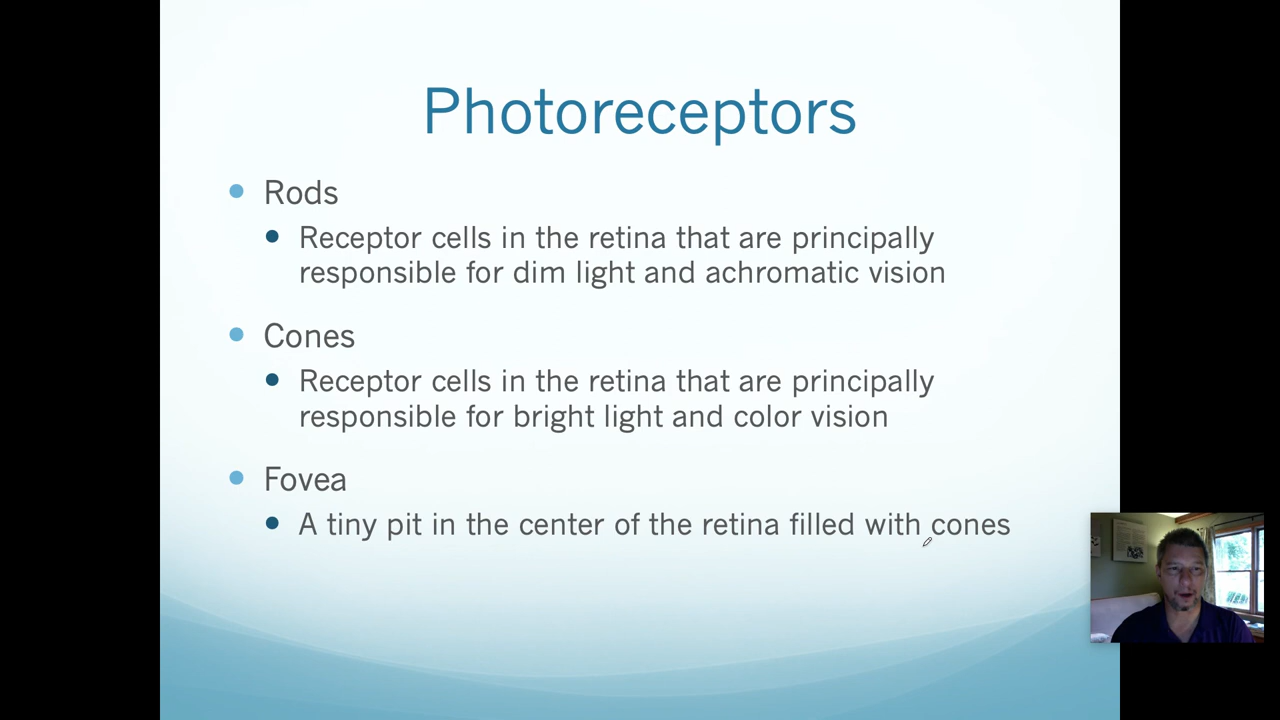 Photoreceptors
Rods
Receptor cells in the retina that are principally
responsible for dim light and achromatic vision
Cones
Receptor cells in the retina that are principally
responsible for bright light and color vision
Fovea
A tiny pit in the center of the retina filled with cones